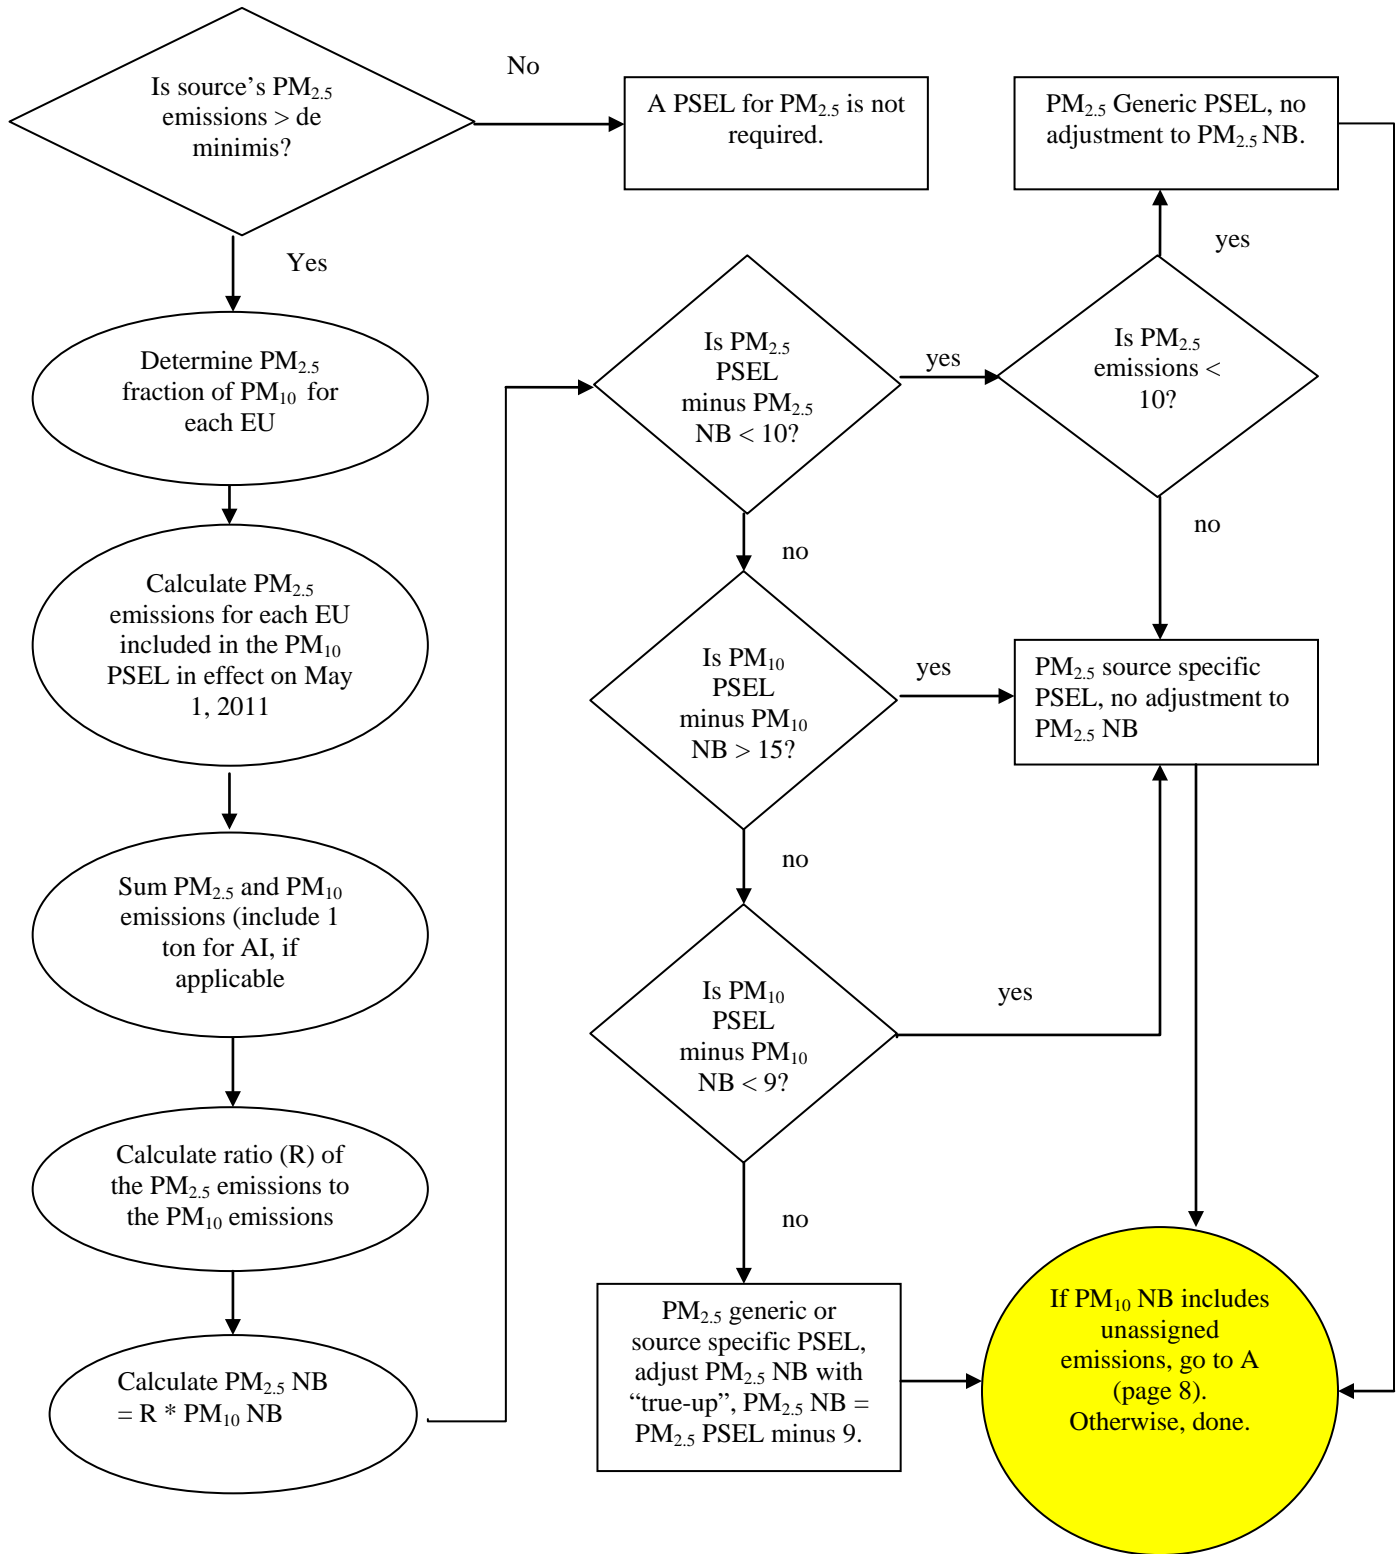 Is source’s PM2.5
emissions > de
minimis?
No
A PSEL for PM2.5 is not
required.
PM2.5 Generic PSEL, no
adjustment to PM2.5 NB.
Yes
Determine PM2.5
fraction of PM10 for
each EU
Calculate PM2.5
emissions for each EU
included in the PM10
PSEL in effect on May
1, 2011
Sum PM2.5 and PM10
emissions (include 1
ton for AI, if
applicable
Calculate ratio (R) of
the PM2.5 emissions to
the PM10 emissions
Calculate PM2.5 NB
= R * PM10 NB
Is PM2.5
PSEL
minus PM2.5
NB < 10?
yes
Is PM2.5
emissions <
10?
yes
no
no
Is PM10
PSEL
minus PM10
NB > 15?
yes
PM2.5 source specific
PSEL, no adjustment to
PM2.5 NB
no
Is PM10
PSEL
minus PM10
NB < 9?
yes
no
PM2.5 generic or
source specific PSEL,
adjust PM2.5 NB with
“true-up”, PM2.5 NB =
PM2.5 PSEL minus 9.
If PM10 NB includes
unassigned
emissions, go to A
(page 8).
Otherwise, done.